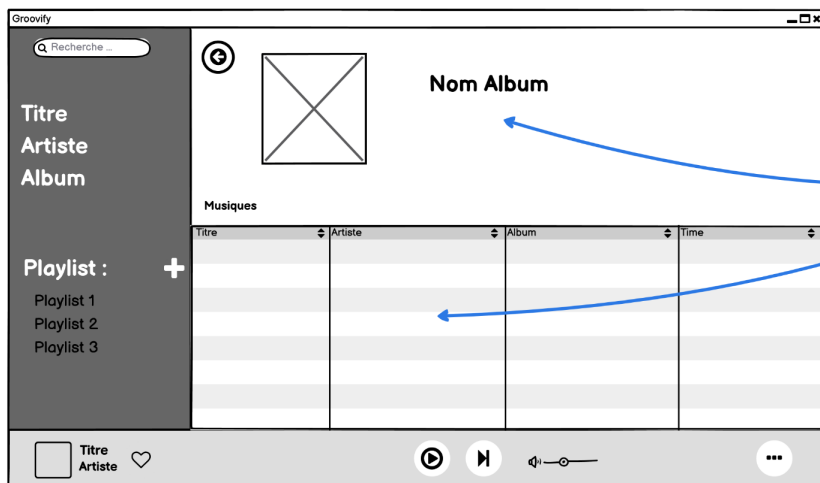 Groovify
Recherche ...
Titre
Artiste
Album
Playlist :
Playlist 1
Playlist 2
Playlist 3
Nom Album
Musiques
Titre Artiste Album Time
Titre
Artiste